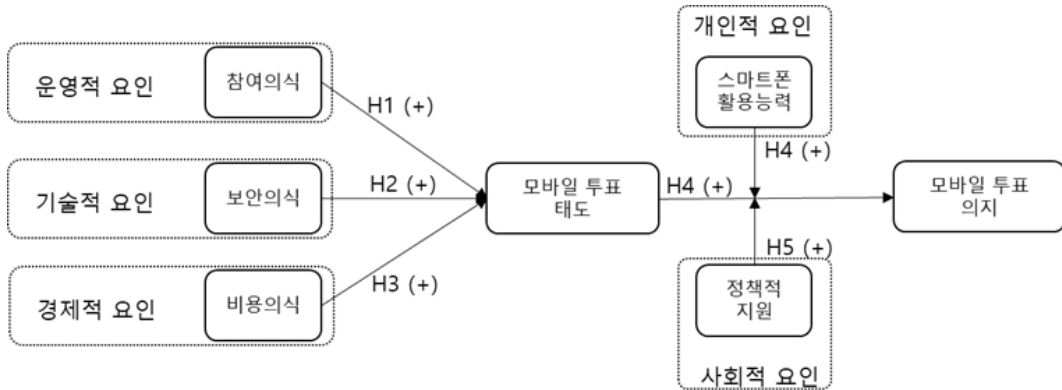 개인적 요인
스마트폰
활용능력
H4 (+)
운영적 요인
참여의식
H1 (+)
기술적 요인
보안의식
H2 (+)
모바일 투표
태도
H4 (+)
모바일 투표
의지
경제적 요인
비용의식
H3 (+)
H5 (+)
정책적
지원
사회적 요인